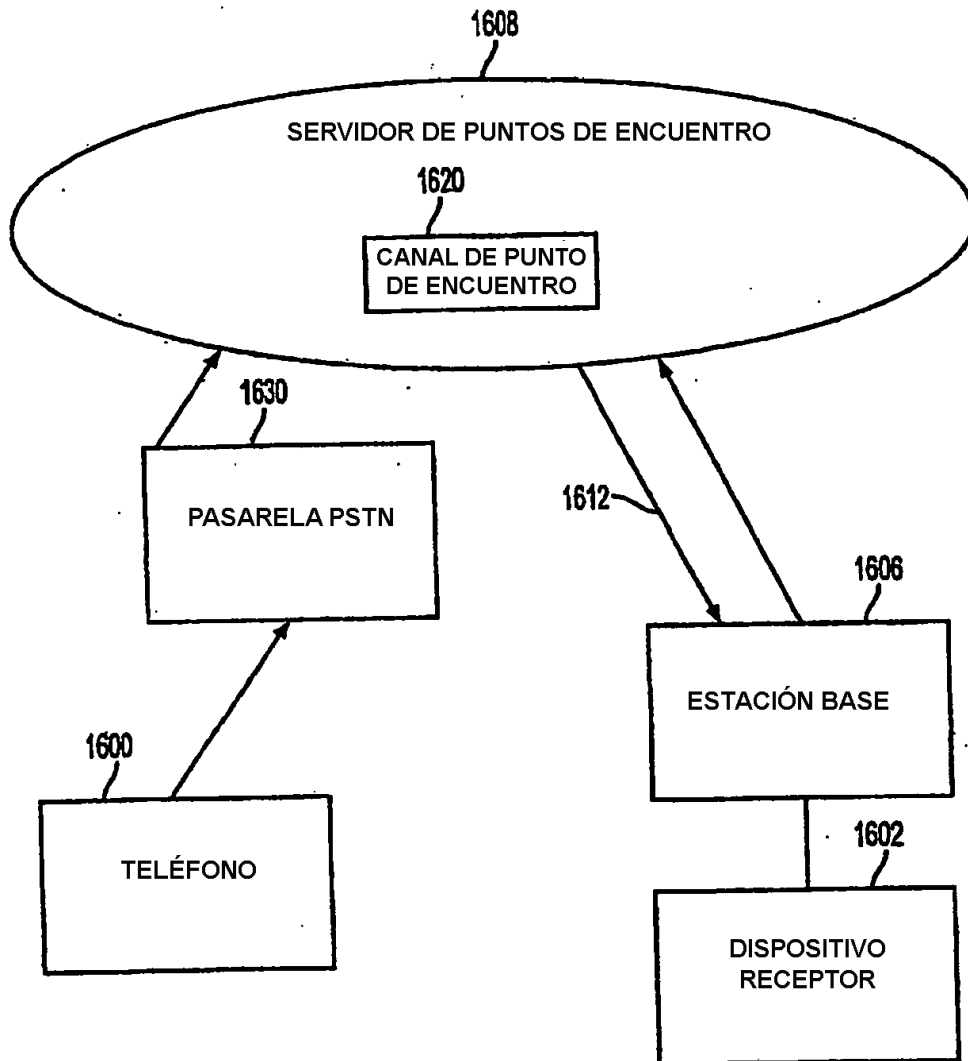 1608
SERVIDOR DE PUNTOS DE ENCUENTRO
1620
CANAL DE PUNTO
DE ENCUENTRO
1630
PASARELA PSTN
1612
1606
ESTACIÓN BASE
1600
TELÉFONO
1602
DISPOSITIVO
RECEPTOR